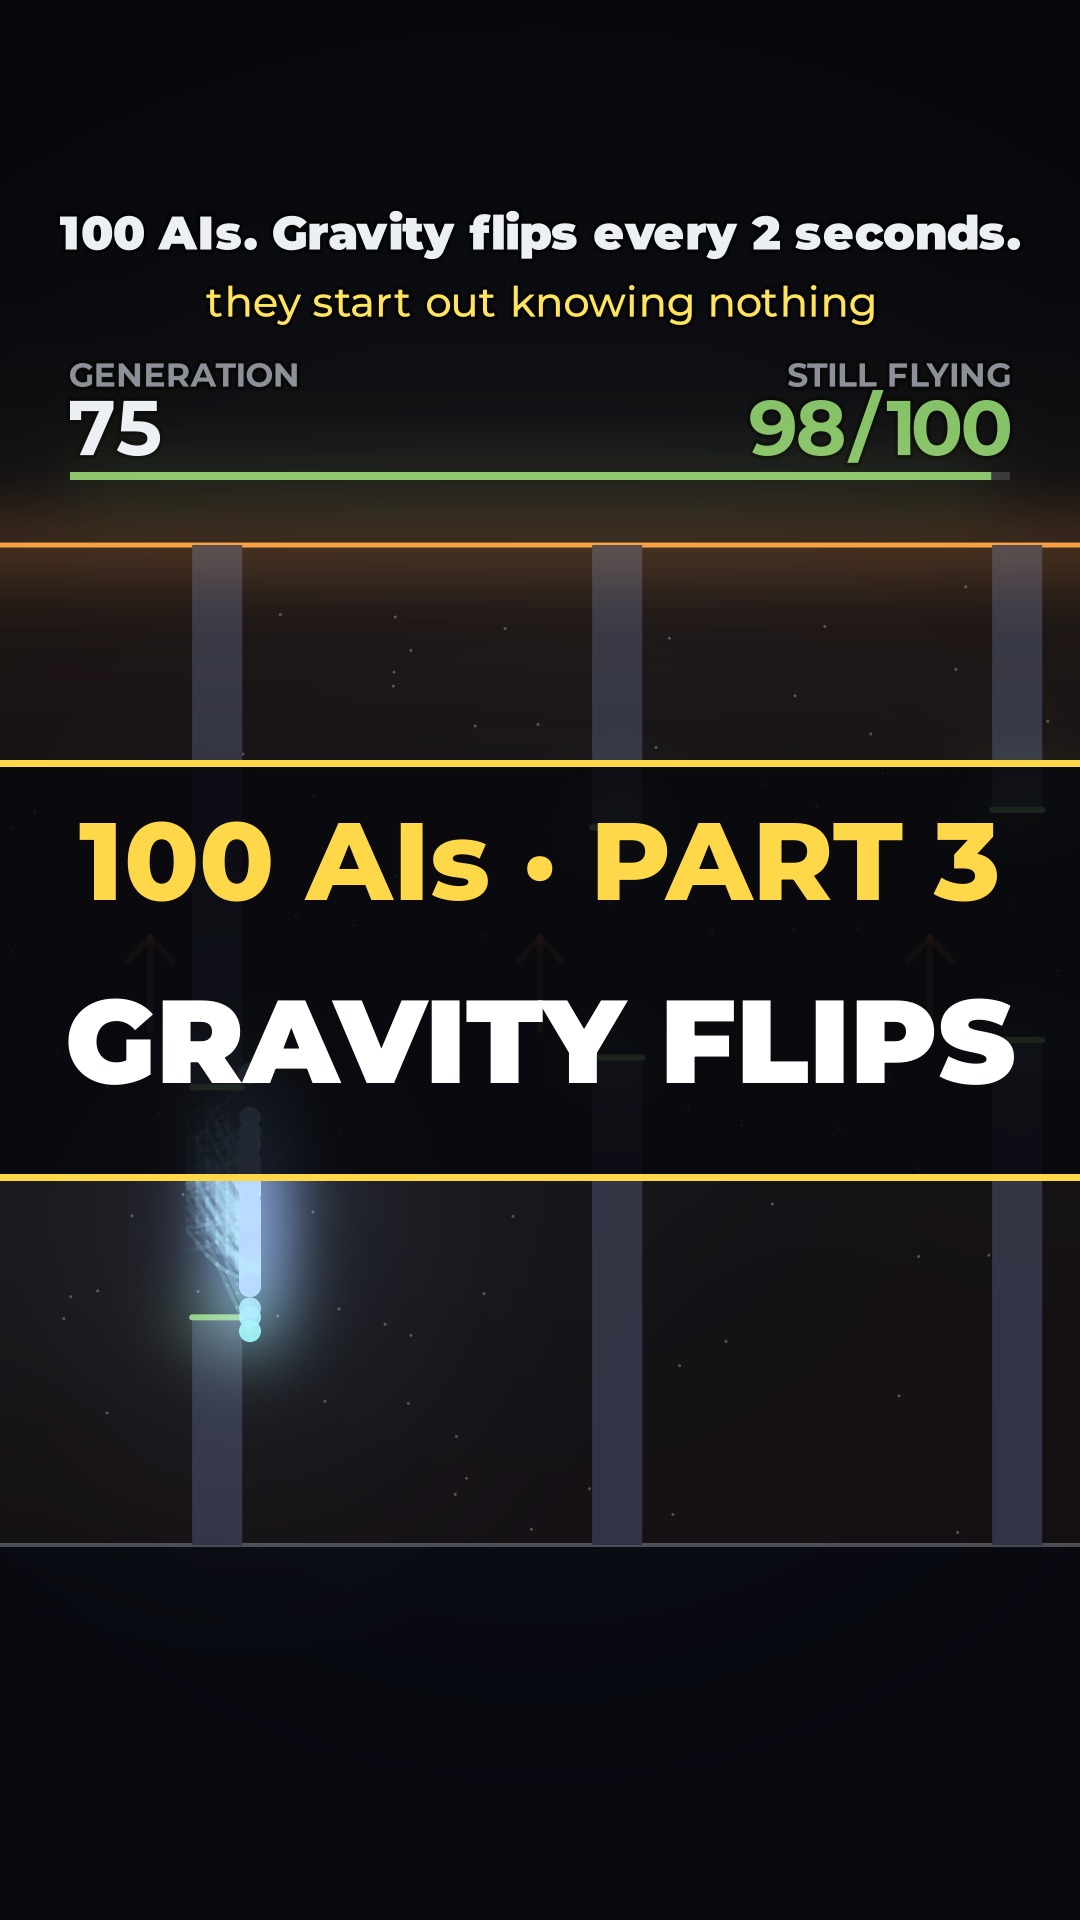 100 AIs. Gravity flips every 2 seconds.
they start out knowing nothing
GENERATION
STILL FLYING
75
98/100
100 AIs • PART 3
GRAVITY FLIPS